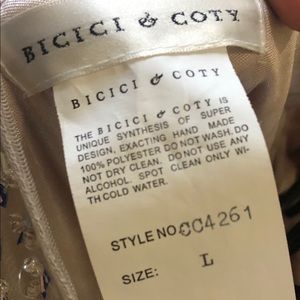 BICICI & COTY
BICICI & COTY
THE BICICI & COTY IS
UNIQUE SYNTHESIS OF SUPER
DESIGN, EXACTING HAND MADE
100% POLYESTER DO NOT WASH, DO
NOT DRY CLEAN. DO NOT USE ANY
ALCOHOL. SPOT CLEAN ONLY WI-
TH COLD WATER.
STYLE NO: CC4261
SIZE: L